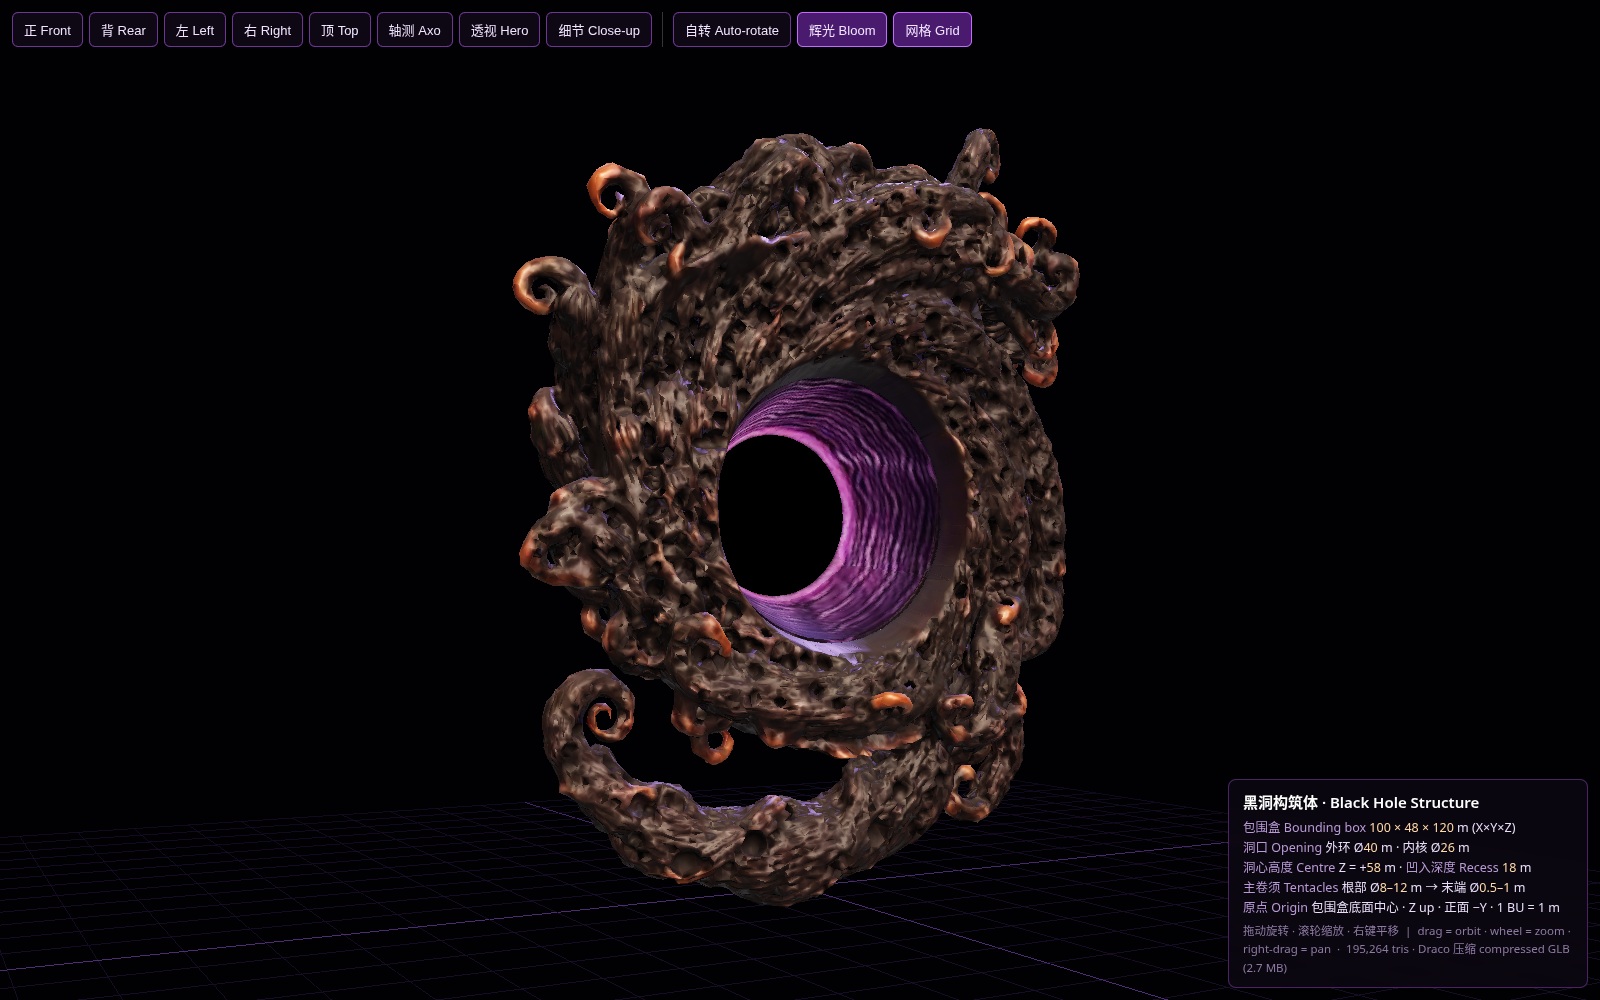 正 Front
背 Rear
左 Left
右 Right
顶 Top
轴测 Axo
透视 Hero
细节 Close-up
自转 Auto-rotate
辉光 Bloom
网格 Grid
黑洞构筑体 · Black Hole Structure
包围盒 Bounding box 100 × 48 × 120 m (X×Y×Z)
洞口 Opening 外环 Ø40 m · 内核 Ø26 m
洞心高度 Centre Z = +58 m · 凹入深度 Recess 18 m
主卷须 Tentacles 根部 Ø8–12 m → 末端 Ø0.5–1 m
原点 Origin 包围盒底面中心 · Z up · 正面 −Y · 1 BU = 1 m
拖动旋转 · 滚轮缩放 · 右键平移 | drag = orbit · wheel = zoom ·
right-drag = pan · 195,264 tris · Draco 压缩 compressed GLB
(2.7 MB)